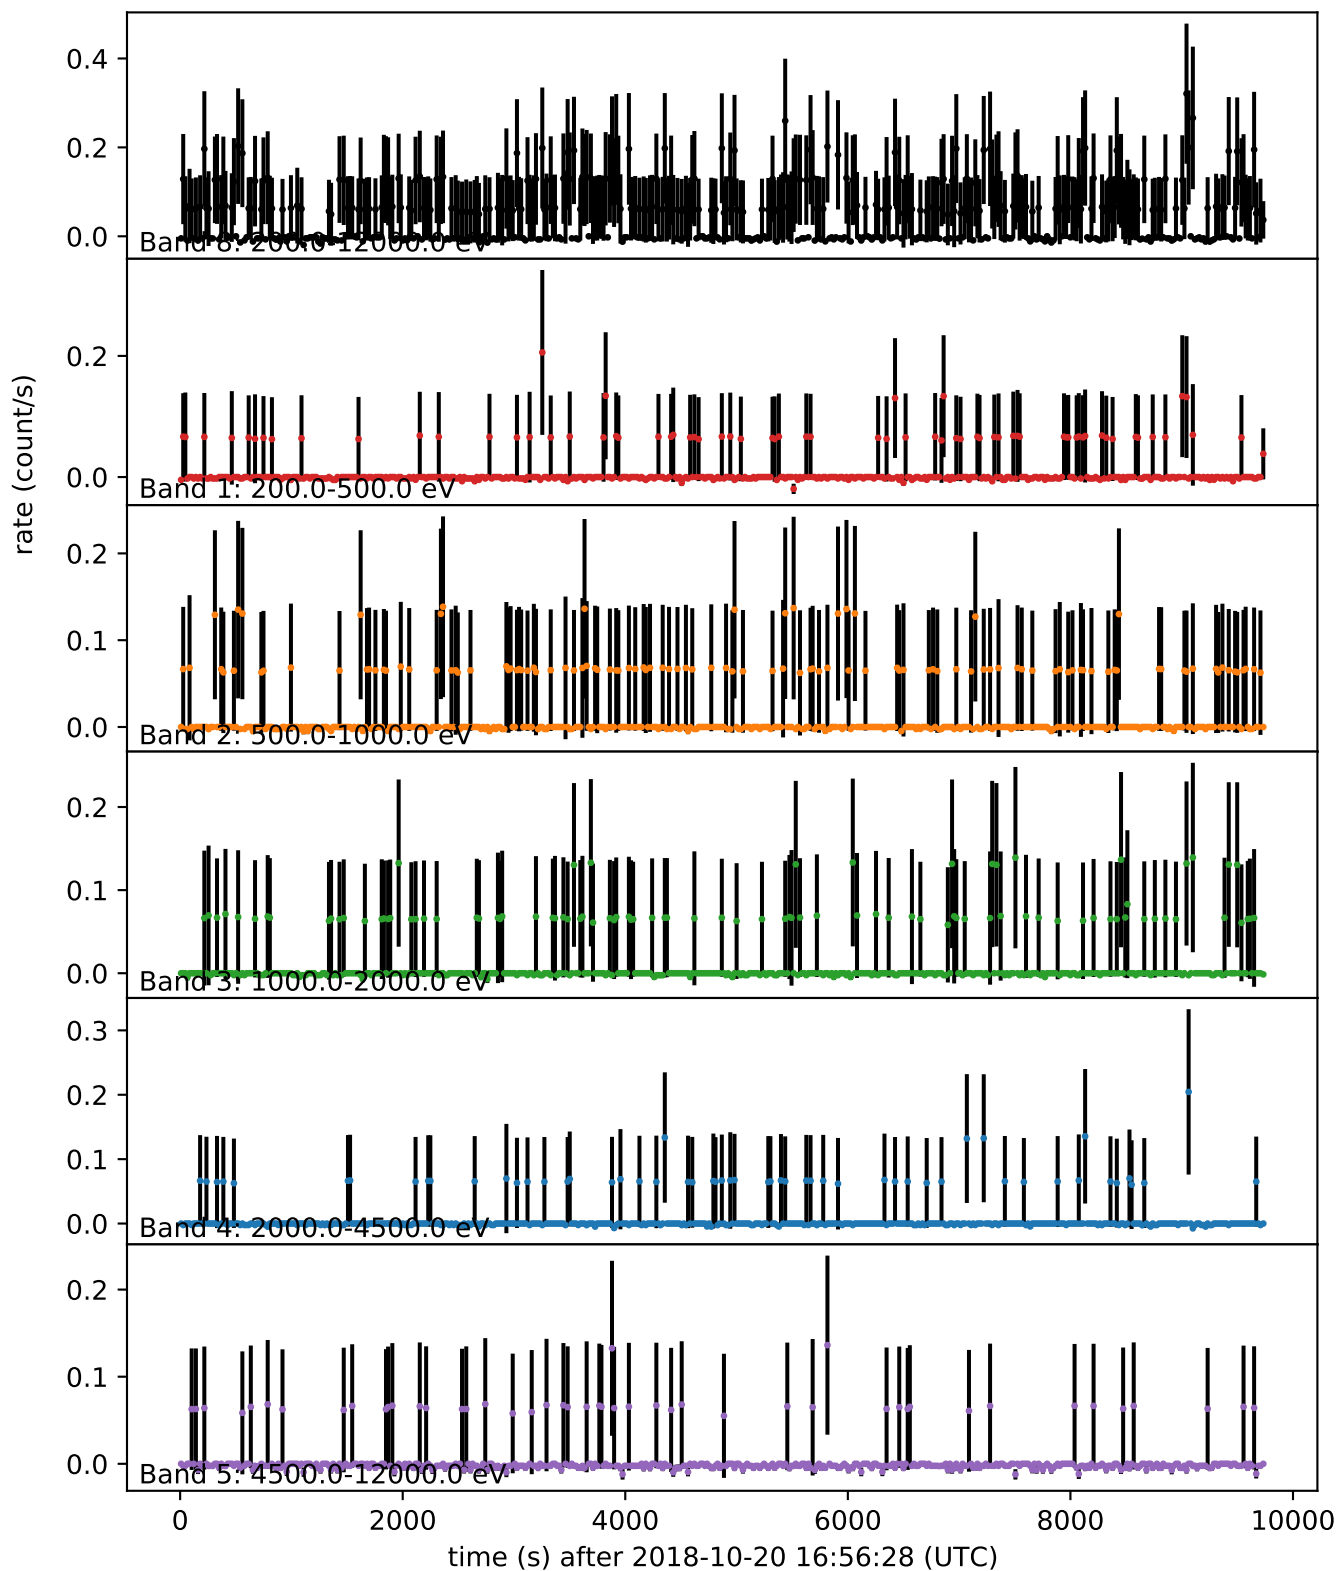 0.4
0.2
0.0
Band 8: 200.0-12000.0 eV
0.2
0.0
Band 1: 200.0-500.0 eV
rate (count/s)
0.2
0.1
0.0
Band 2: 500.0-1000.0 eV
0.2
0.1
0.0
Band 3: 1000.0-2000.0 eV
0.3
0.2
0.1
0.0
Band 4: 2000.0-4500.0 eV
0.2
0.1
0.0
Band 5: 4500.0-12000.0 eV
0 2000 4000 6000 8000 10000
time (s) after 2018-10-20 16:56:28 (UTC)